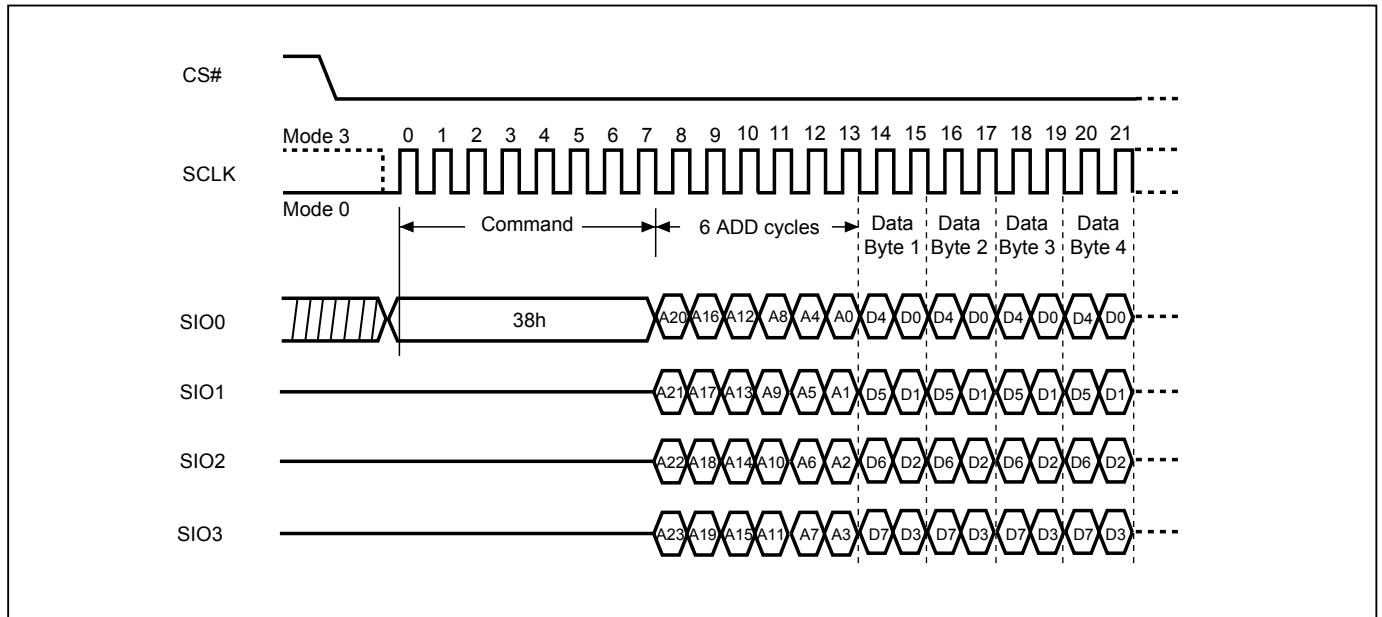 CS#
Mode 3
0 1 2 3 4 5 6 7 8 9 10 11 12 13 14 15 16 17 18 19 20 21
SCLK
Mode 0
Command
6 ADD cycles
Data Byte 1
Data Byte 2
Data Byte 3
Data Byte 4
SIO0
38h
A20 A16 A12 A8 A4 A0 D4 D0 D4 D0 D4 D0 D4 D0
SIO1
A21 A17 A13 A9 A5 A1 D5 D1 D5 D1 D5 D1 D5 D1
SIO2
A22 A18 A14 A10 A6 A2 D6 D2 D6 D2 D6 D2 D6 D2
SIO3
A23 A19 A15 A11 A7 A3 D7 D3 D7 D3 D7 D3 D7 D3